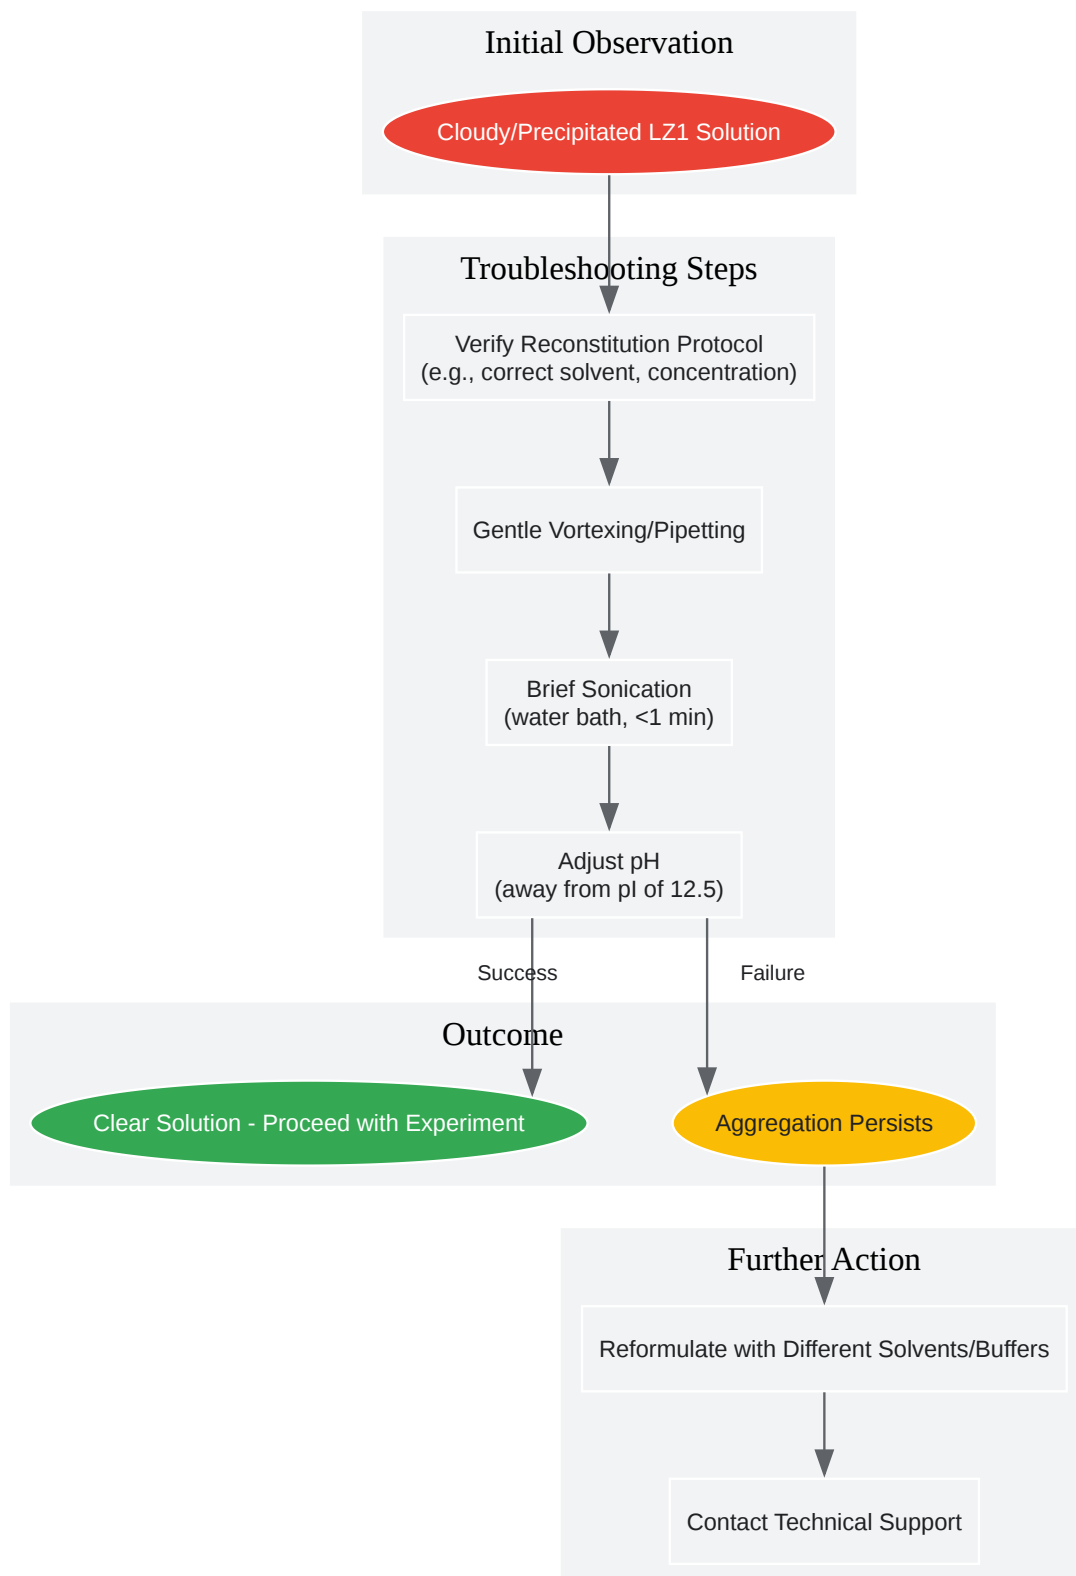 Initial Observation
Cloudy/Precipitated LZ1 Solution
Troubleshooting Steps
Verify Reconstitution Protocol
(e.g., correct solvent, concentration)
Gentle Vortexing/Pipetting
Brief Sonication
(water bath, <1 min)
Adjust pH
(away from pI of 12.5)
Success
Failure
Outcome
Clear Solution - Proceed with Experiment
Aggregation Persists
Further Action
Reformulate with Different Solvents/Buffers
Contact Technical Support